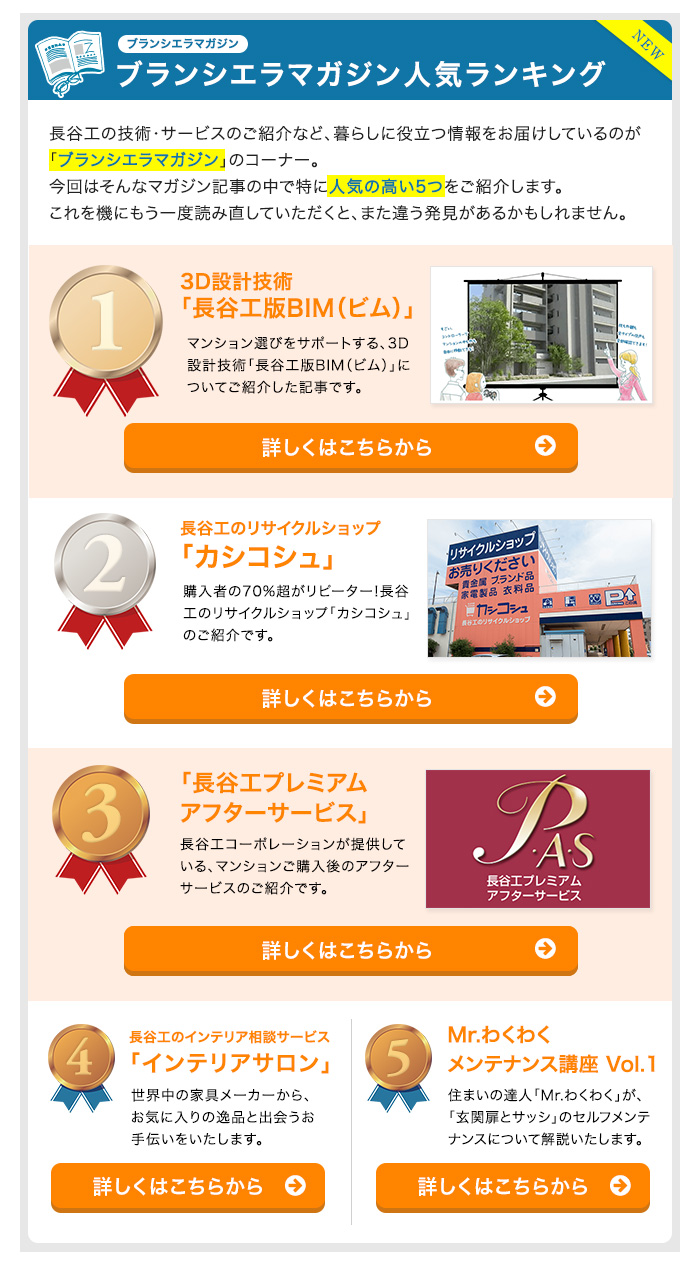 ブランシエラマガジン
ブランシエラマガジン人気ランキング
NEW
長谷工の技術・サービスのご紹介など、暮らしに役立つ情報をお届けしているのが
「ブランシエラマガジン」のコーナー。
今回はそんなマガジン記事の中で特に人気の高い5つをご紹介します。
これを機にもう一度読み直していただくと、また違う発見があるかもしれません。
1
3D設計技術
「長谷工版BIM(ビム)」
マンション選びをサポートする、3D
設計技術「長谷工版BIM(ビム)」に
ついてご紹介した記事です。
詳しくはこちらから
2
長谷工のリサイクルショップ
「カシコシュ」
購入者の70%超がリピーター!長谷
工のリサイクルショップ「カシコシュ」
のご紹介です。
リサイクルショップ
お売りください
貴金属 ブランド品
家電製品 衣料品
カシコシュ
長谷工のリサイクルショップ
P
詳しくはこちらから
3
「長谷工プレミアム
アフターサービス」
長谷工コーポレーションが提供して
いる、マンションご購入後のアフター
サービスのご紹介です。
P・A・S
長谷工プレミアム
アフターサービス
詳しくはこちらから
4
長谷工のインテリア相談サービス
「インテリアサロン」
世界中の家具メーカーから、
お気に入りの逸品と出会うお
手伝いをいたします。
詳しくはこちらから
5
Mr.わくわく
メンテナンス講座 Vol.1
住まいの達人「Mr.わくわく」が、
「玄関扉とサッシ」のセルフメンテ
ナンスについて解説いたします。
詳しくはこちらから